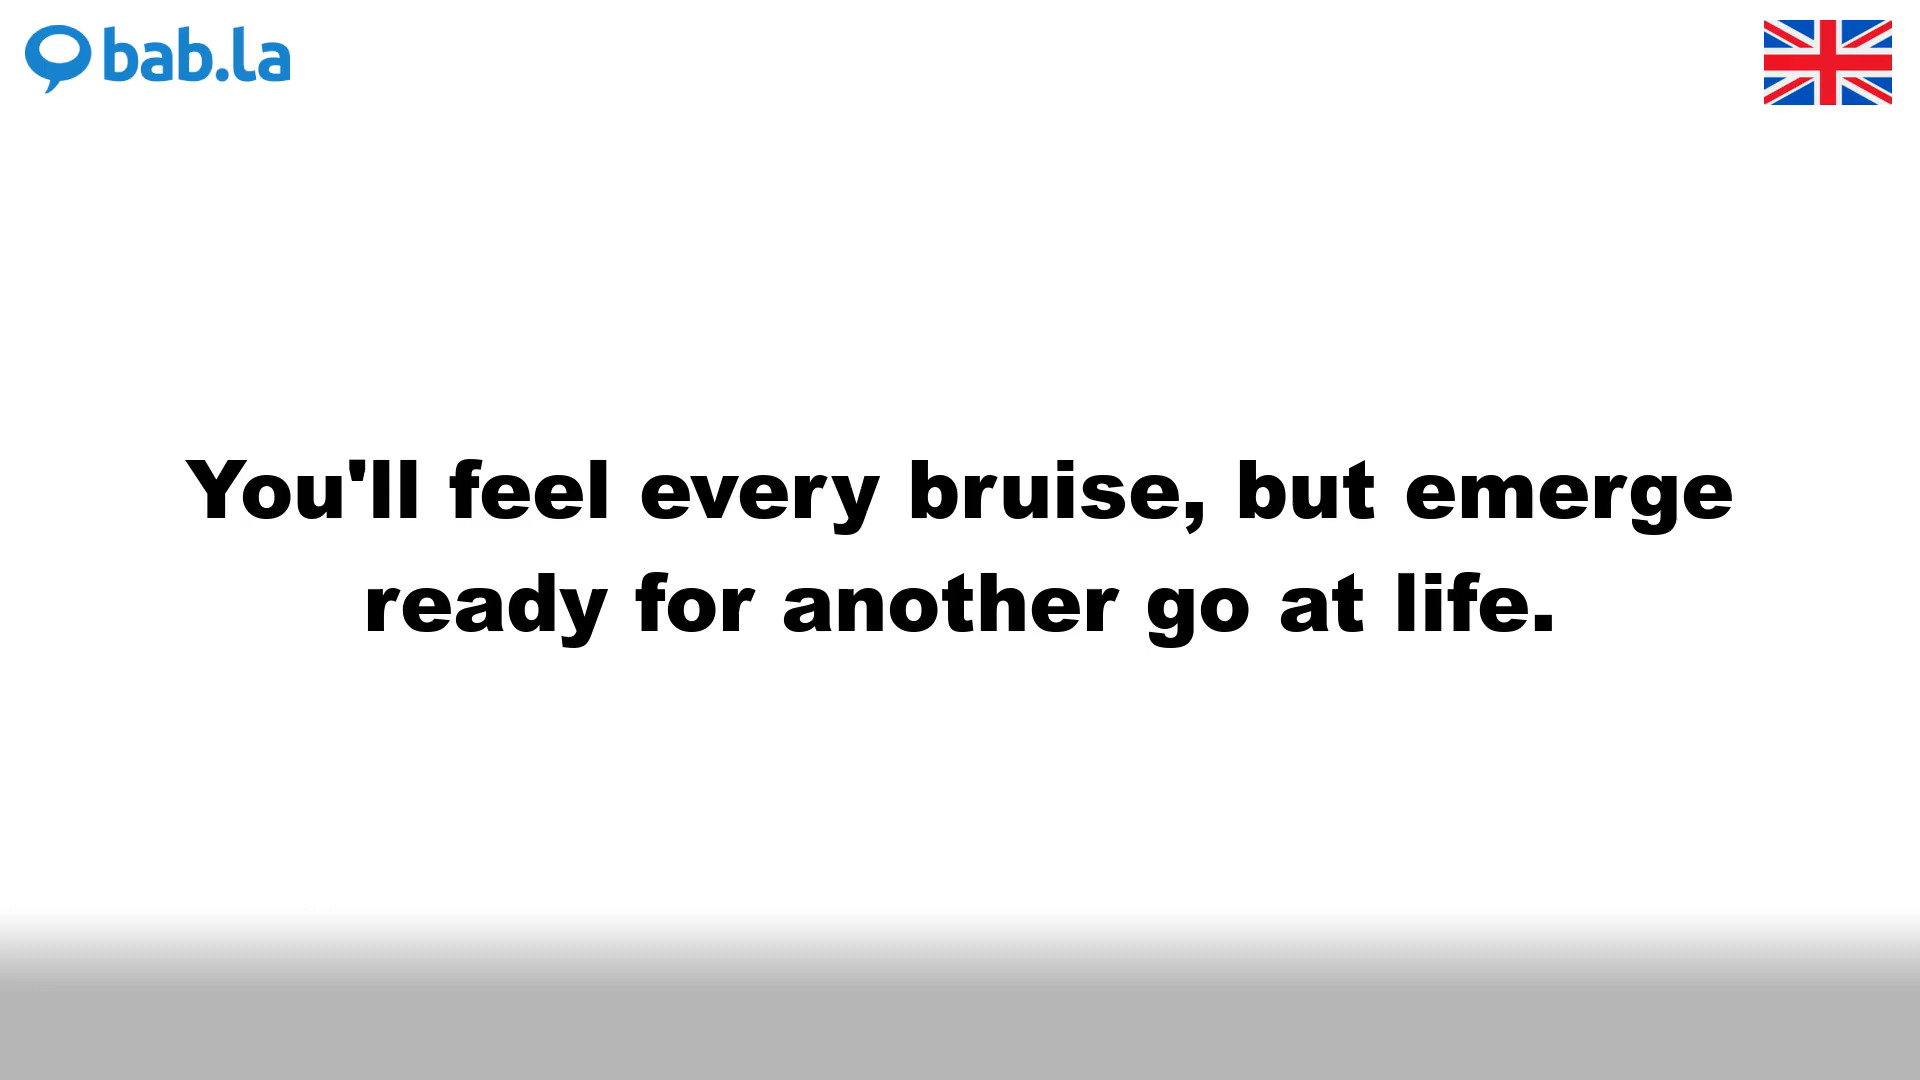 bab.la
You'll feel every bruise, but emerge
ready for another go at life.